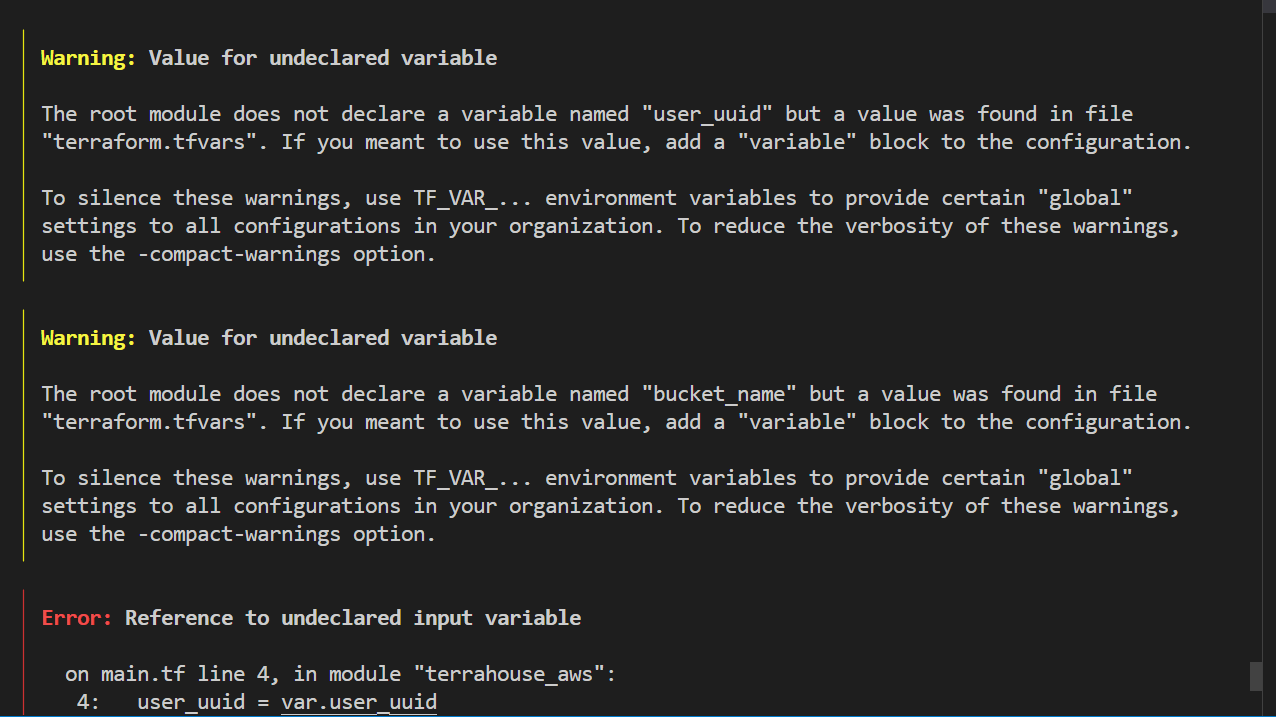 Warning: Value for undeclared variable
The root module does not declare a variable named "user_uuid" but a value was found in file
"terraform.tfvars". If you meant to use this value, add a "variable" block to the configuration.
To silence these warnings, use TF_VAR_... environment variables to provide certain "global"
settings to all configurations in your organization. To reduce the verbosity of these warnings,
use the -compact-warnings option.
Warning: Value for undeclared variable
The root module does not declare a variable named "bucket_name" but a value was found in file
"terraform.tfvars". If you meant to use this value, add a "variable" block to the configuration.
To silence these warnings, use TF_VAR_... environment variables to provide certain "global"
settings to all configurations in your organization. To reduce the verbosity of these warnings,
use the -compact-warnings option.
Error: Reference to undeclared input variable
on main.tf line 4, in module "terrahouse_aws":
4: user_uuid = var.user_uuid